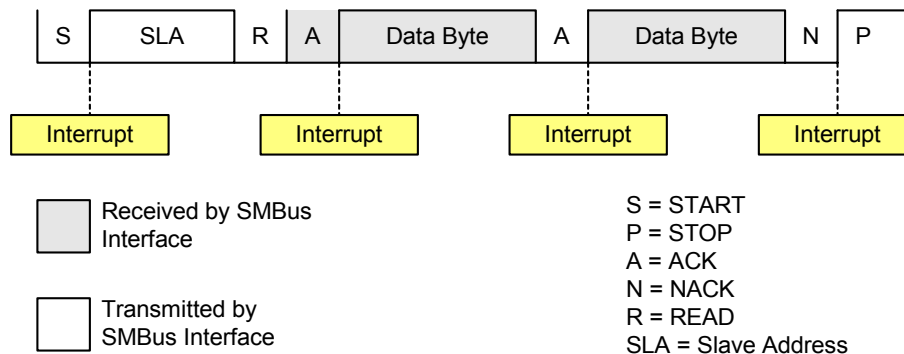 S SLA R A Data Byte A Data Byte N P
Interrupt Interrupt Interrupt Interrupt
Received by SMBus
Interface
Transmitted by
SMBus Interface
S = START
P = STOP
A = ACK
N = NACK
R = READ
SLA = Slave Address